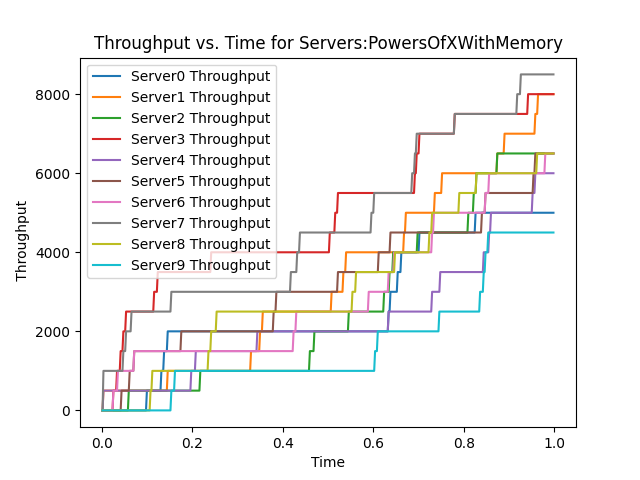 Throughput vs. Time for Servers:PowersOfXWithMemory
Server0 Throughput
Server1 Throughput
Server2 Throughput
Server3 Throughput
Server4 Throughput
Server5 Throughput
Server6 Throughput
Server7 Throughput
Server8 Throughput
Server9 Throughput
Throughput
8000
6000
4000
2000
0
0.0 0.2 0.4 0.6 0.8 1.0
Time